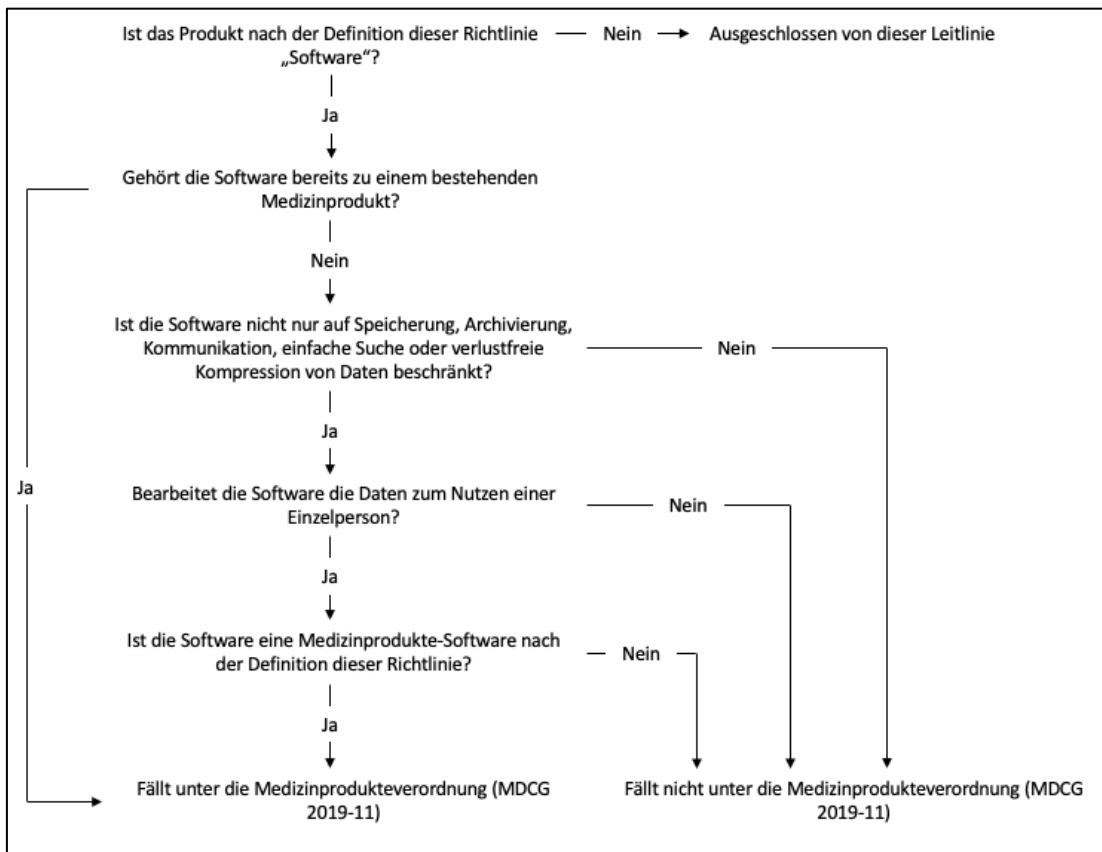 Ist das Produkt nach der Definition dieser Richtlinie
„Software“?
Nein
Ausgeschlossen von dieser Leitlinie
Ja
Gehört die Software bereits zu einem bestehenden
Medizinprodukt?
Nein
Ist die Software nicht nur auf Speicherung, Archivierung,
Kommunikation, einfache Suche oder verlustfreie
Kompression von Daten beschränkt?
Nein
Ja
Ja
Bearbeitet die Software die Daten zum Nutzen einer
Einzelperson?
Nein
Ja
Ist die Software eine Medizinprodukte-Software nach
der Definition dieser Richtlinie?
Nein
Ja
Fällt unter die Medizinprodukteverordnung (MDCG
2019-11)
Fällt nicht unter die Medizinprodukteverordnung (MDCG
2019-11)